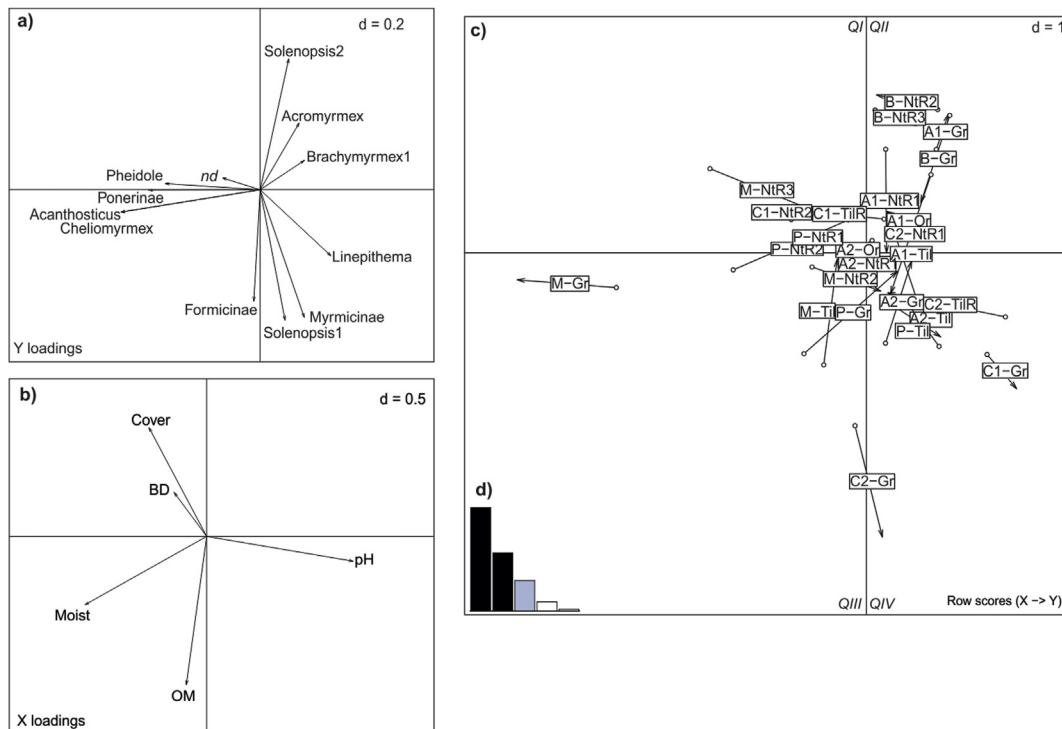 a)
d = 0.2
Solenopsis2
Acromyrmex
Brachymyrmex1
nd
Pheidole
Ponerinae
Acanthosticus
Cheliomyrmex
Linepithema
Formicinae
Myrmicinae
Solenopsis1
Y loadings
b)
d = 0.5
Cover
BD
pH
Moist
OM
X loadings
c)
QI QII
d = 1
B−NtR2
B−NtR3
A1−Gr
B−Gr
M−NtR3
A1−NtR1
C1−NtR2
C1−TilR
A1−Or
P−NtR1
C2−NtR1
P−NtR2
A2−Or
A1−Til
A2−NtR1
M−Gr
M−NtR2
A2−Gr
C2−TilR
M−Til
P−Gr
A2−Til
P−Til
C1−Gr
C2−Gr
d)
QIII QIV
Row scores (X −> Y)